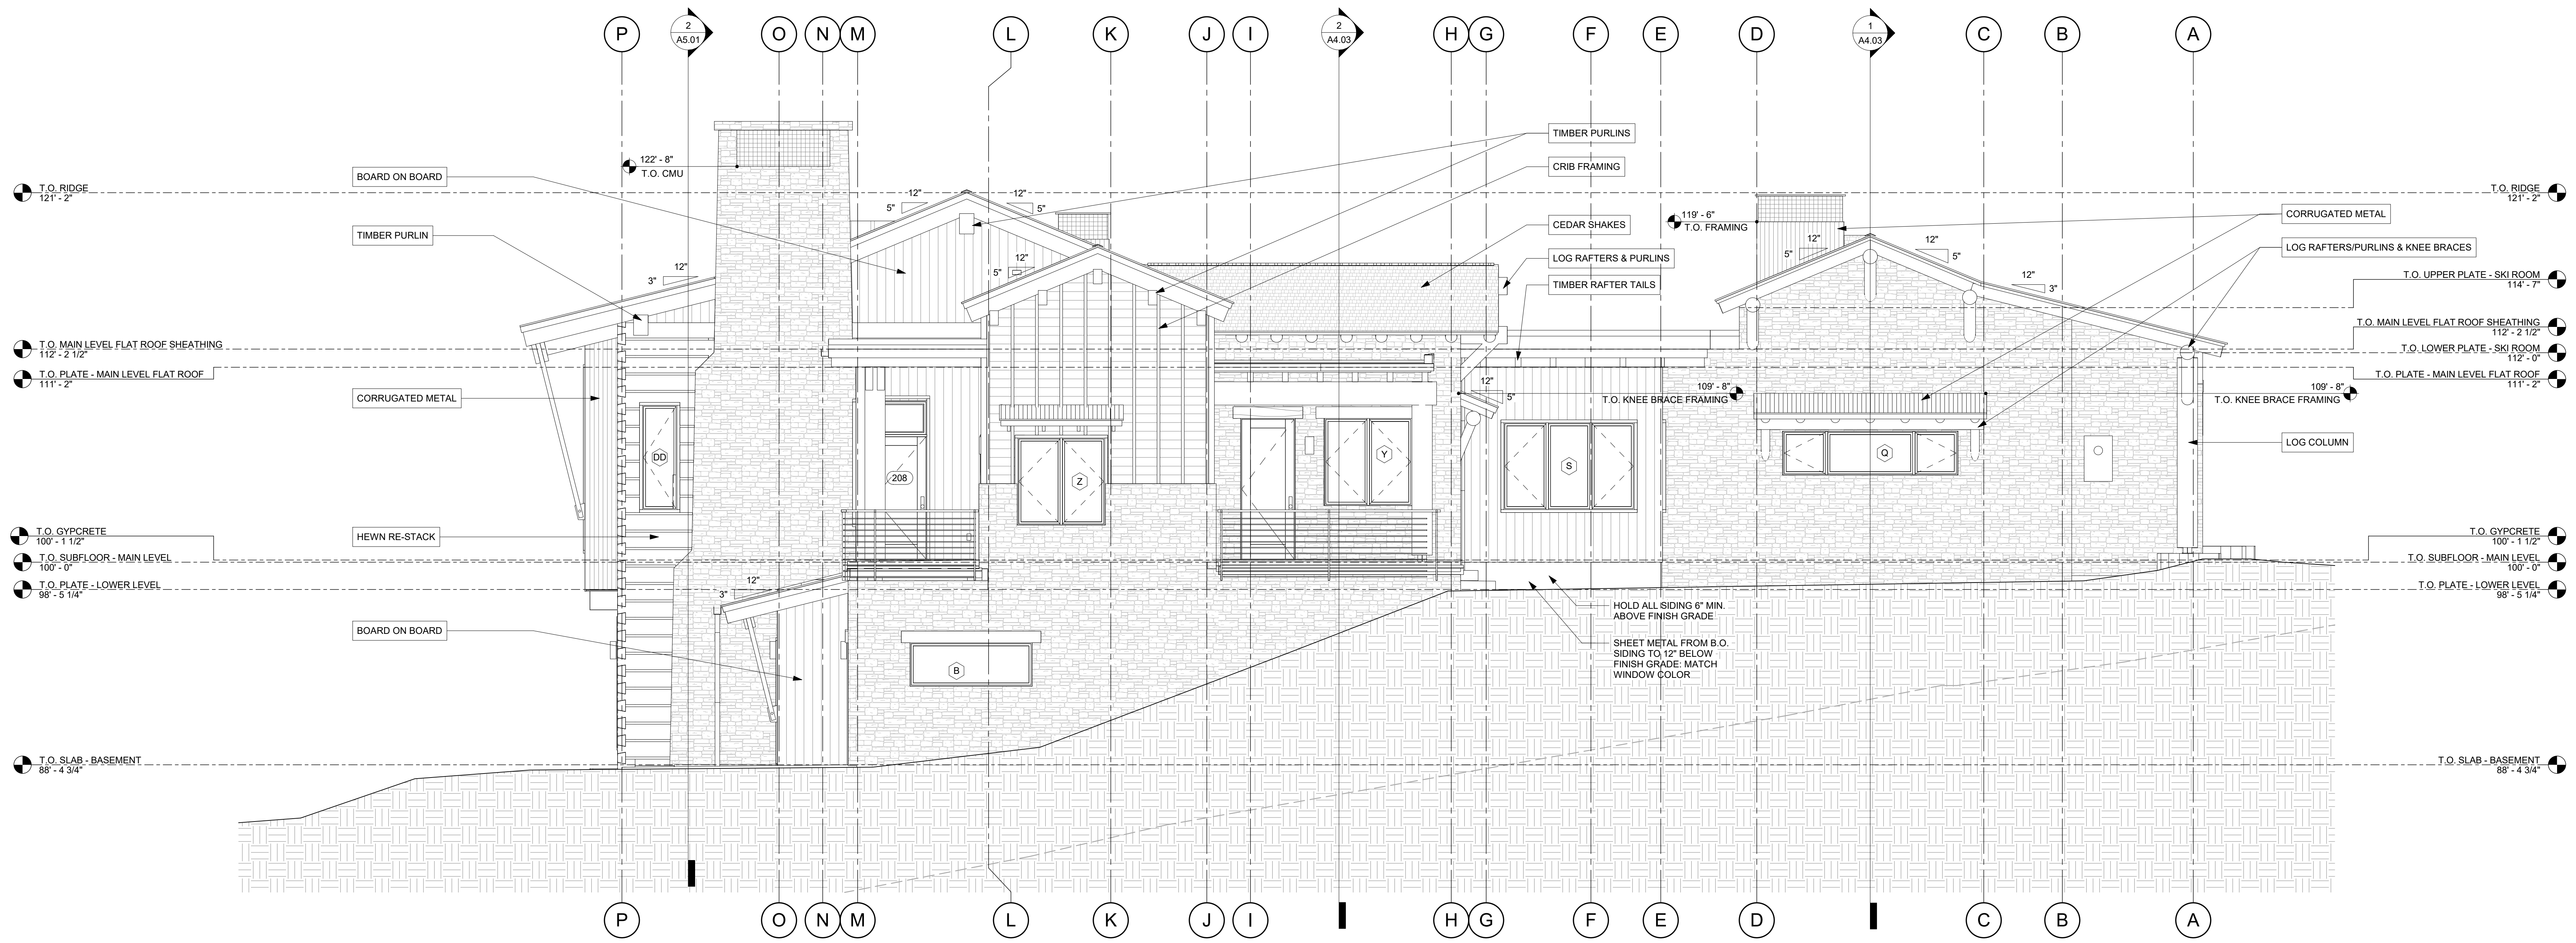 P
2
A5.01
O
N
M
L
K
J
I
2
A4.03
H
G
F
E
D
1
A4.03
C
B
A
TIMBER PURLINS
122' - 8"
T.O. CMU
CRIB FRAMING
BOARD ON BOARD
T.O. RIDGE
121' - 2"
12"
5"
12"
5"
T.O. RIDGE
121' - 2"
119' - 6"
T.O. FRAMING
CORRUGATED METAL
CEDAR SHAKES
TIMBER PURLIN
12"
5"
12"
5"
LOG RAFTERS/PURLINS & KNEE BRACES
12"
3"
12"
5"
LOG RAFTERS & PURLINS
12"
3"
T.O. UPPER PLATE - SKI ROOM
114' - 7"
TIMBER RAFTER TAILS
T.O. MAIN LEVEL FLAT ROOF SHEATHING
112' - 2 1/2"
T.O. MAIN LEVEL FLAT ROOF SHEATHING
112' - 2 1/2"
T.O. LOWER PLATE - SKI ROOM
112' - 0"
T.O. PLATE - MAIN LEVEL FLAT ROOF
111' - 2"
T.O. PLATE - MAIN LEVEL FLAT ROOF
111' - 2"
12"
5"
109' - 8"
T.O. KNEE BRACE FRAMING
109' - 8"
T.O. KNEE BRACE FRAMING
CORRUGATED METAL
LOG COLUMN
DD
208
Z
Y
S
Q
HEWN RE-STACK
T.O. GYPCRETE
100' - 1 1/2"
T.O. GYPCRETE
100' - 1 1/2"
T.O. SUBFLOOR - MAIN LEVEL
100' - 0"
T.O. SUBFLOOR - MAIN LEVEL
100' - 0"
T.O. PLATE - LOWER LEVEL
98' - 5 1/4"
12"
3"
T.O. PLATE - LOWER LEVEL
98' - 5 1/4"
HOLD ALL SIDING 6" MIN.
ABOVE FINISH GRADE
BOARD ON BOARD
SHEET METAL FROM B.O.
SIDING TO 12" BELOW
FINISH GRADE: MATCH
WINDOW COLOR
B
T.O. SLAB - BASEMENT
88' - 4 3/4"
T.O. SLAB - BASEMENT
88' - 4 3/4"
P
O
N
M
L
K
J
I
H
G
F
E
D
C
B
A